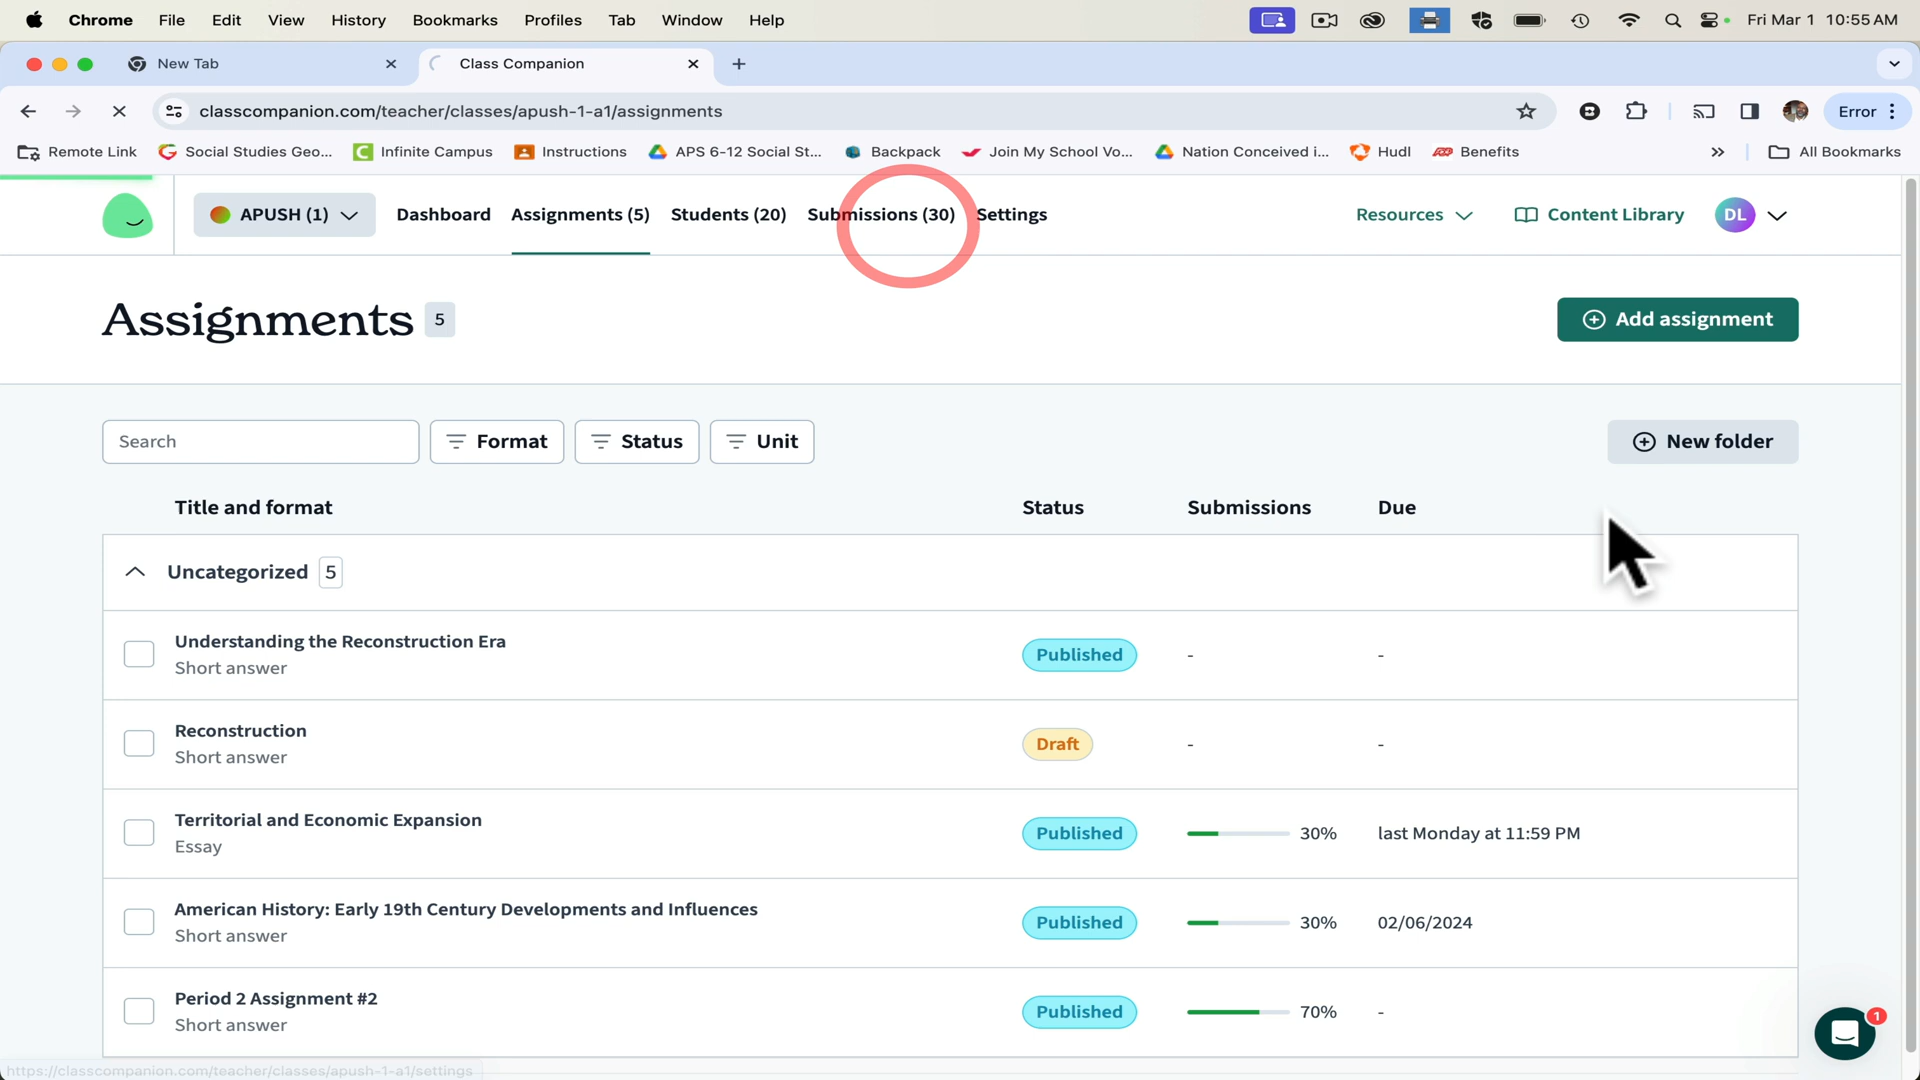 Chrome File Edit View History Bookmarks Profiles Tab Window Help Fri Mar 1 10:55 AM
New Tab Class Companion
classcompanion.com/teacher/classes/apush-1-a1/assignments Error
Remote Link Social Studies Geo... Infinite Campus Instructions APS 6-12 Social St... Backpack Join My School Vo... Nation Conceived i... Hudl Benefits All Bookmarks
APUSH (1) Dashboard Assignments (5) Students (20) Submissions (30) Settings Resources Content Library DL
Assignments 5 Add assignment
Search Format Status Unit New folder
Title and format Status Submissions Due
Uncategorized 5
Understanding the Reconstruction Era
Short answer
Published - -
Reconstruction
Short answer
Draft - -
Territorial and Economic Expansion
Essay
Published 30% last Monday at 11:59 PM
American History: Early 19th Century Developments and Influences
Short answer
Published 30% 02/06/2024
Period 2 Assignment #2
Short answer
Published 70% -
1
https://classcompanion.com/teacher/classes/apush-1-a1/settings